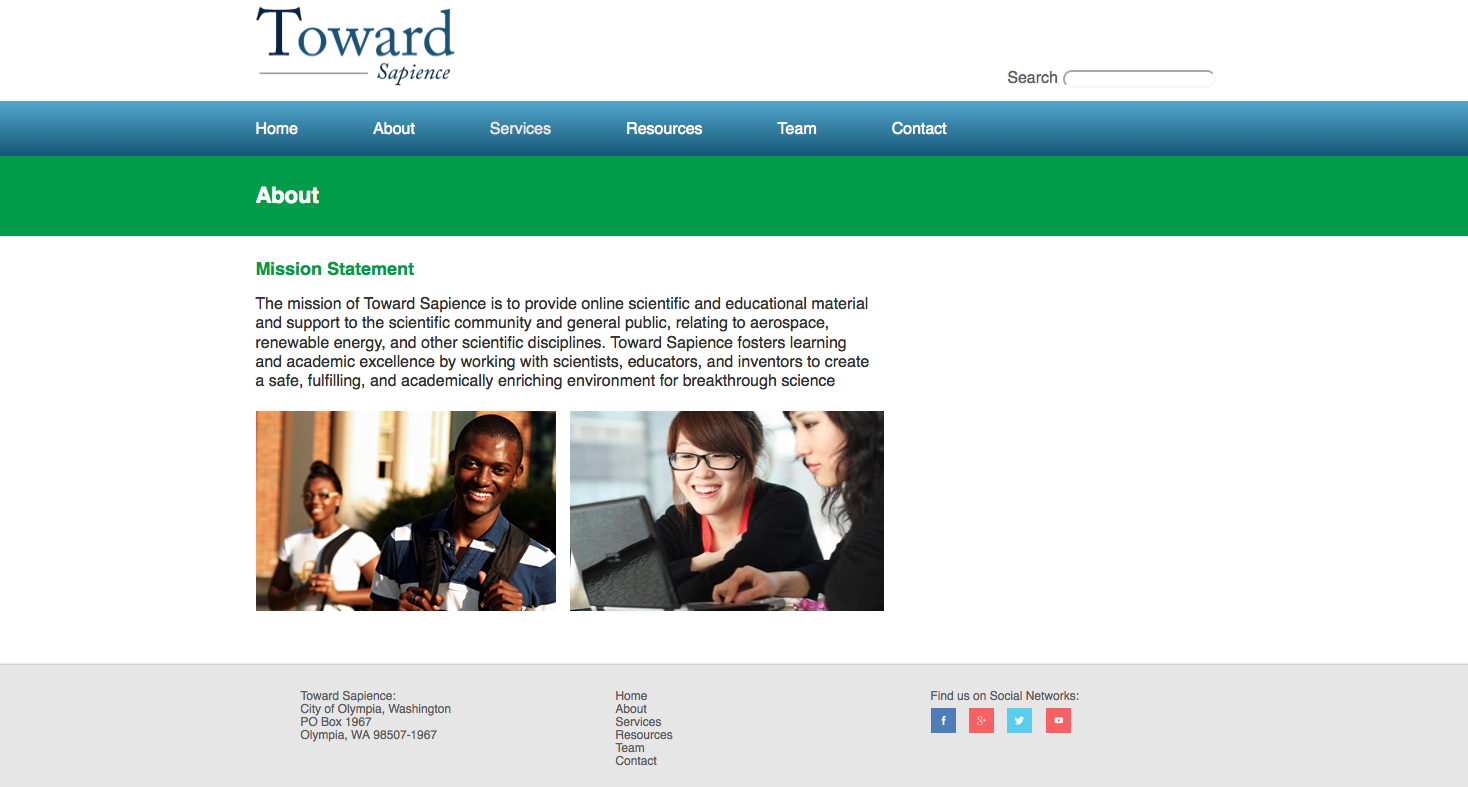 Toward
Sapience
Search
Home About Services Resources Team Contact
About
Mission Statement
The mission of Toward Sapience is to provide online scientific and educational material
and support to the scientific community and general public, relating to aerospace,
renewable energy, and other scientific disciplines. Toward Sapience fosters learning
and academic excellence by working with scientists, educators, and inventors to create
a safe, fulfilling, and academically enriching environment for breakthrough science
Toward Sapience:
City of Olympia, Washington
PO Box 1967
Olympia, WA 98507-1967
Home
About
Services
Resources
Team
Contact
Find us on Social Networks:
f g+